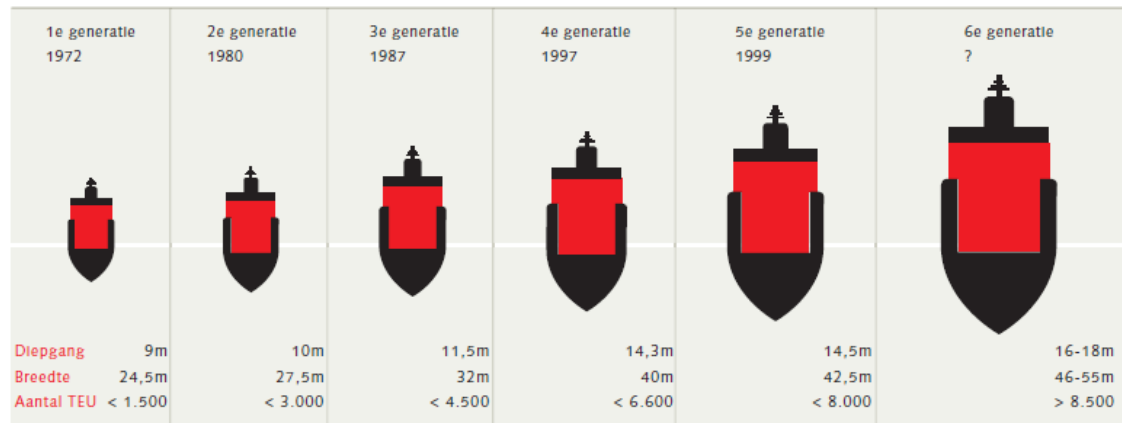 1e generatie 2e generatie 3e generatie 4e generatie 5e generatie 6e generatie
1972 1980 1987 1997 1999 ?
Diepgang 9m 10m 11,5m 14,3m 14,5m 16-18m
Breedte 24,5m 27,5m 32m 40m 42,5m 46-55m
Aantal TEU < 1.500 < 3.000 < 4.500 < 6.600 < 8.000 > 8.500